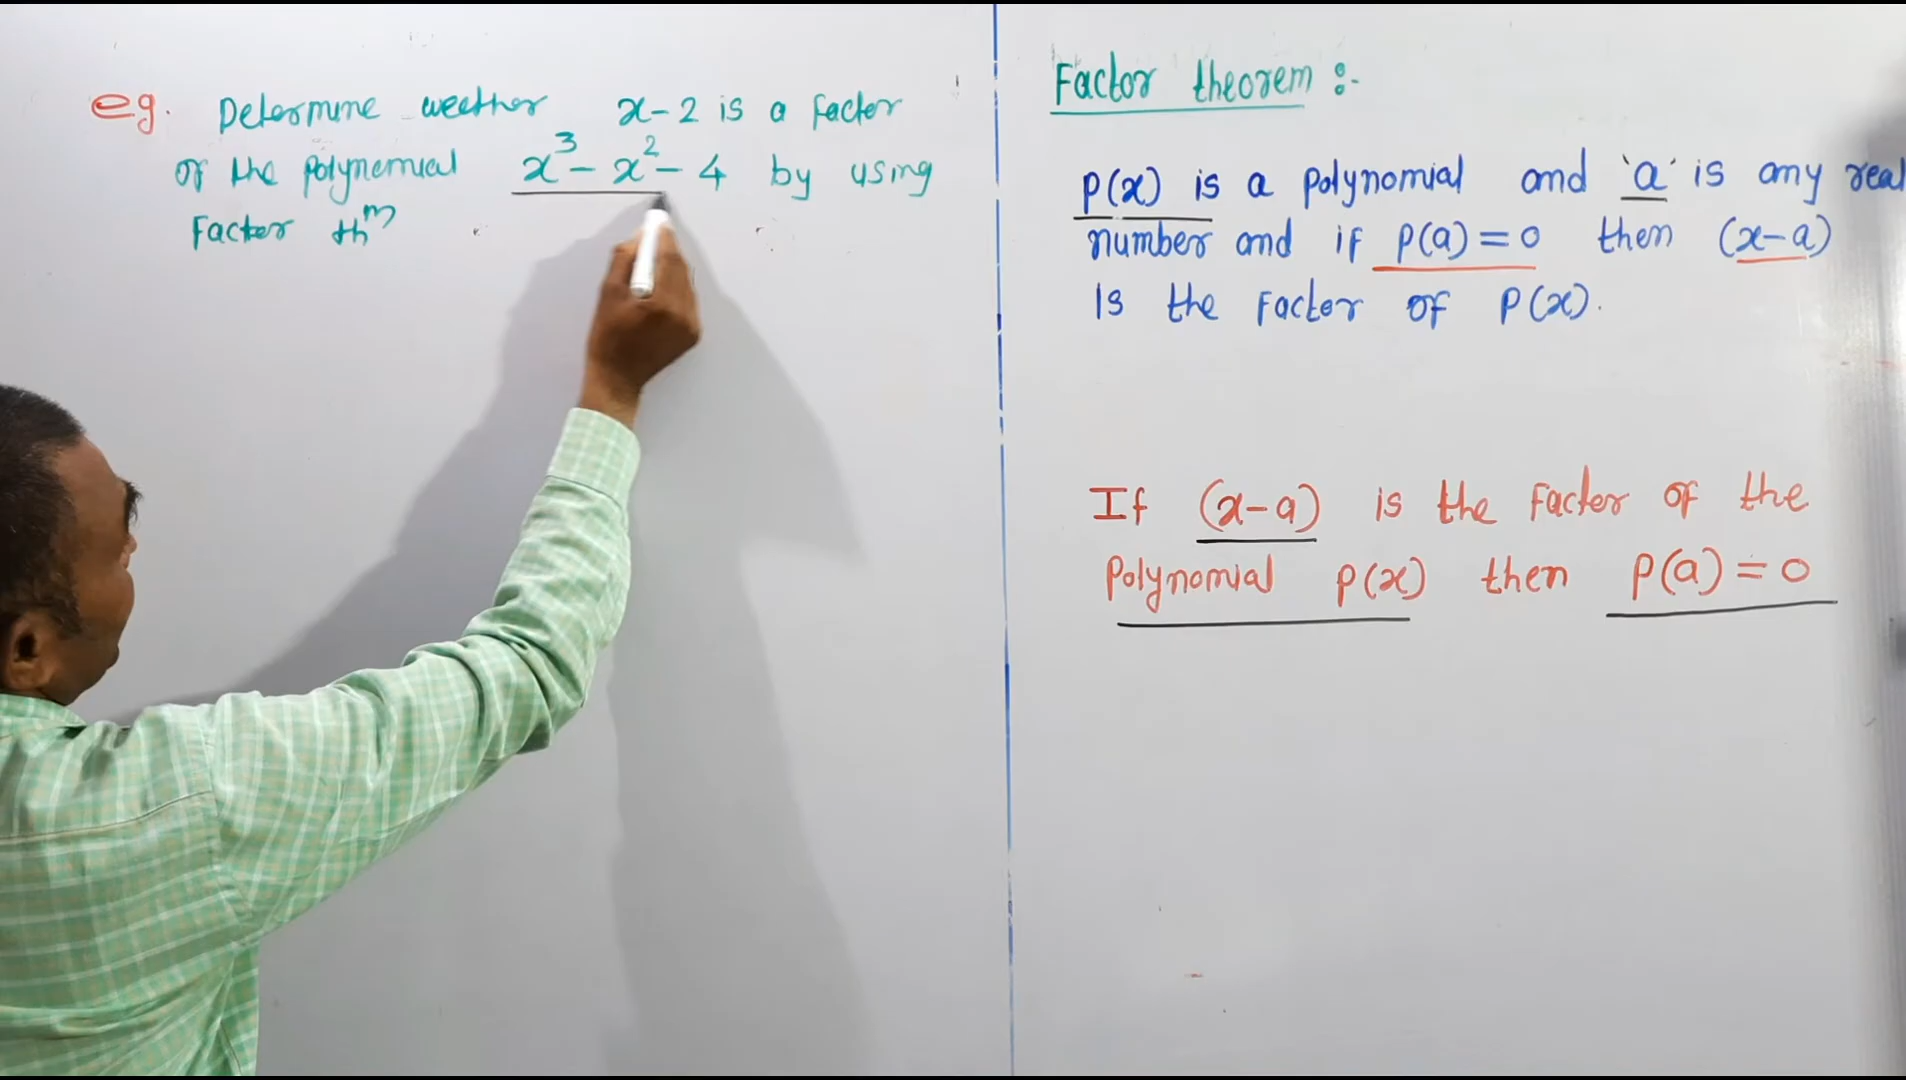 eg. Determine weether x-2 is a factor
of the polynemial x³ - x² - 4 by using
Factor thᵐ
Factor theorem :-
P(x) is a polynomial and 'a' is any real
number and if P(a) = 0 then (x-a)
Is the Factor of P(x).
If (x-a) is the Factor of the
Polynomial P(x) then P(a) = 0